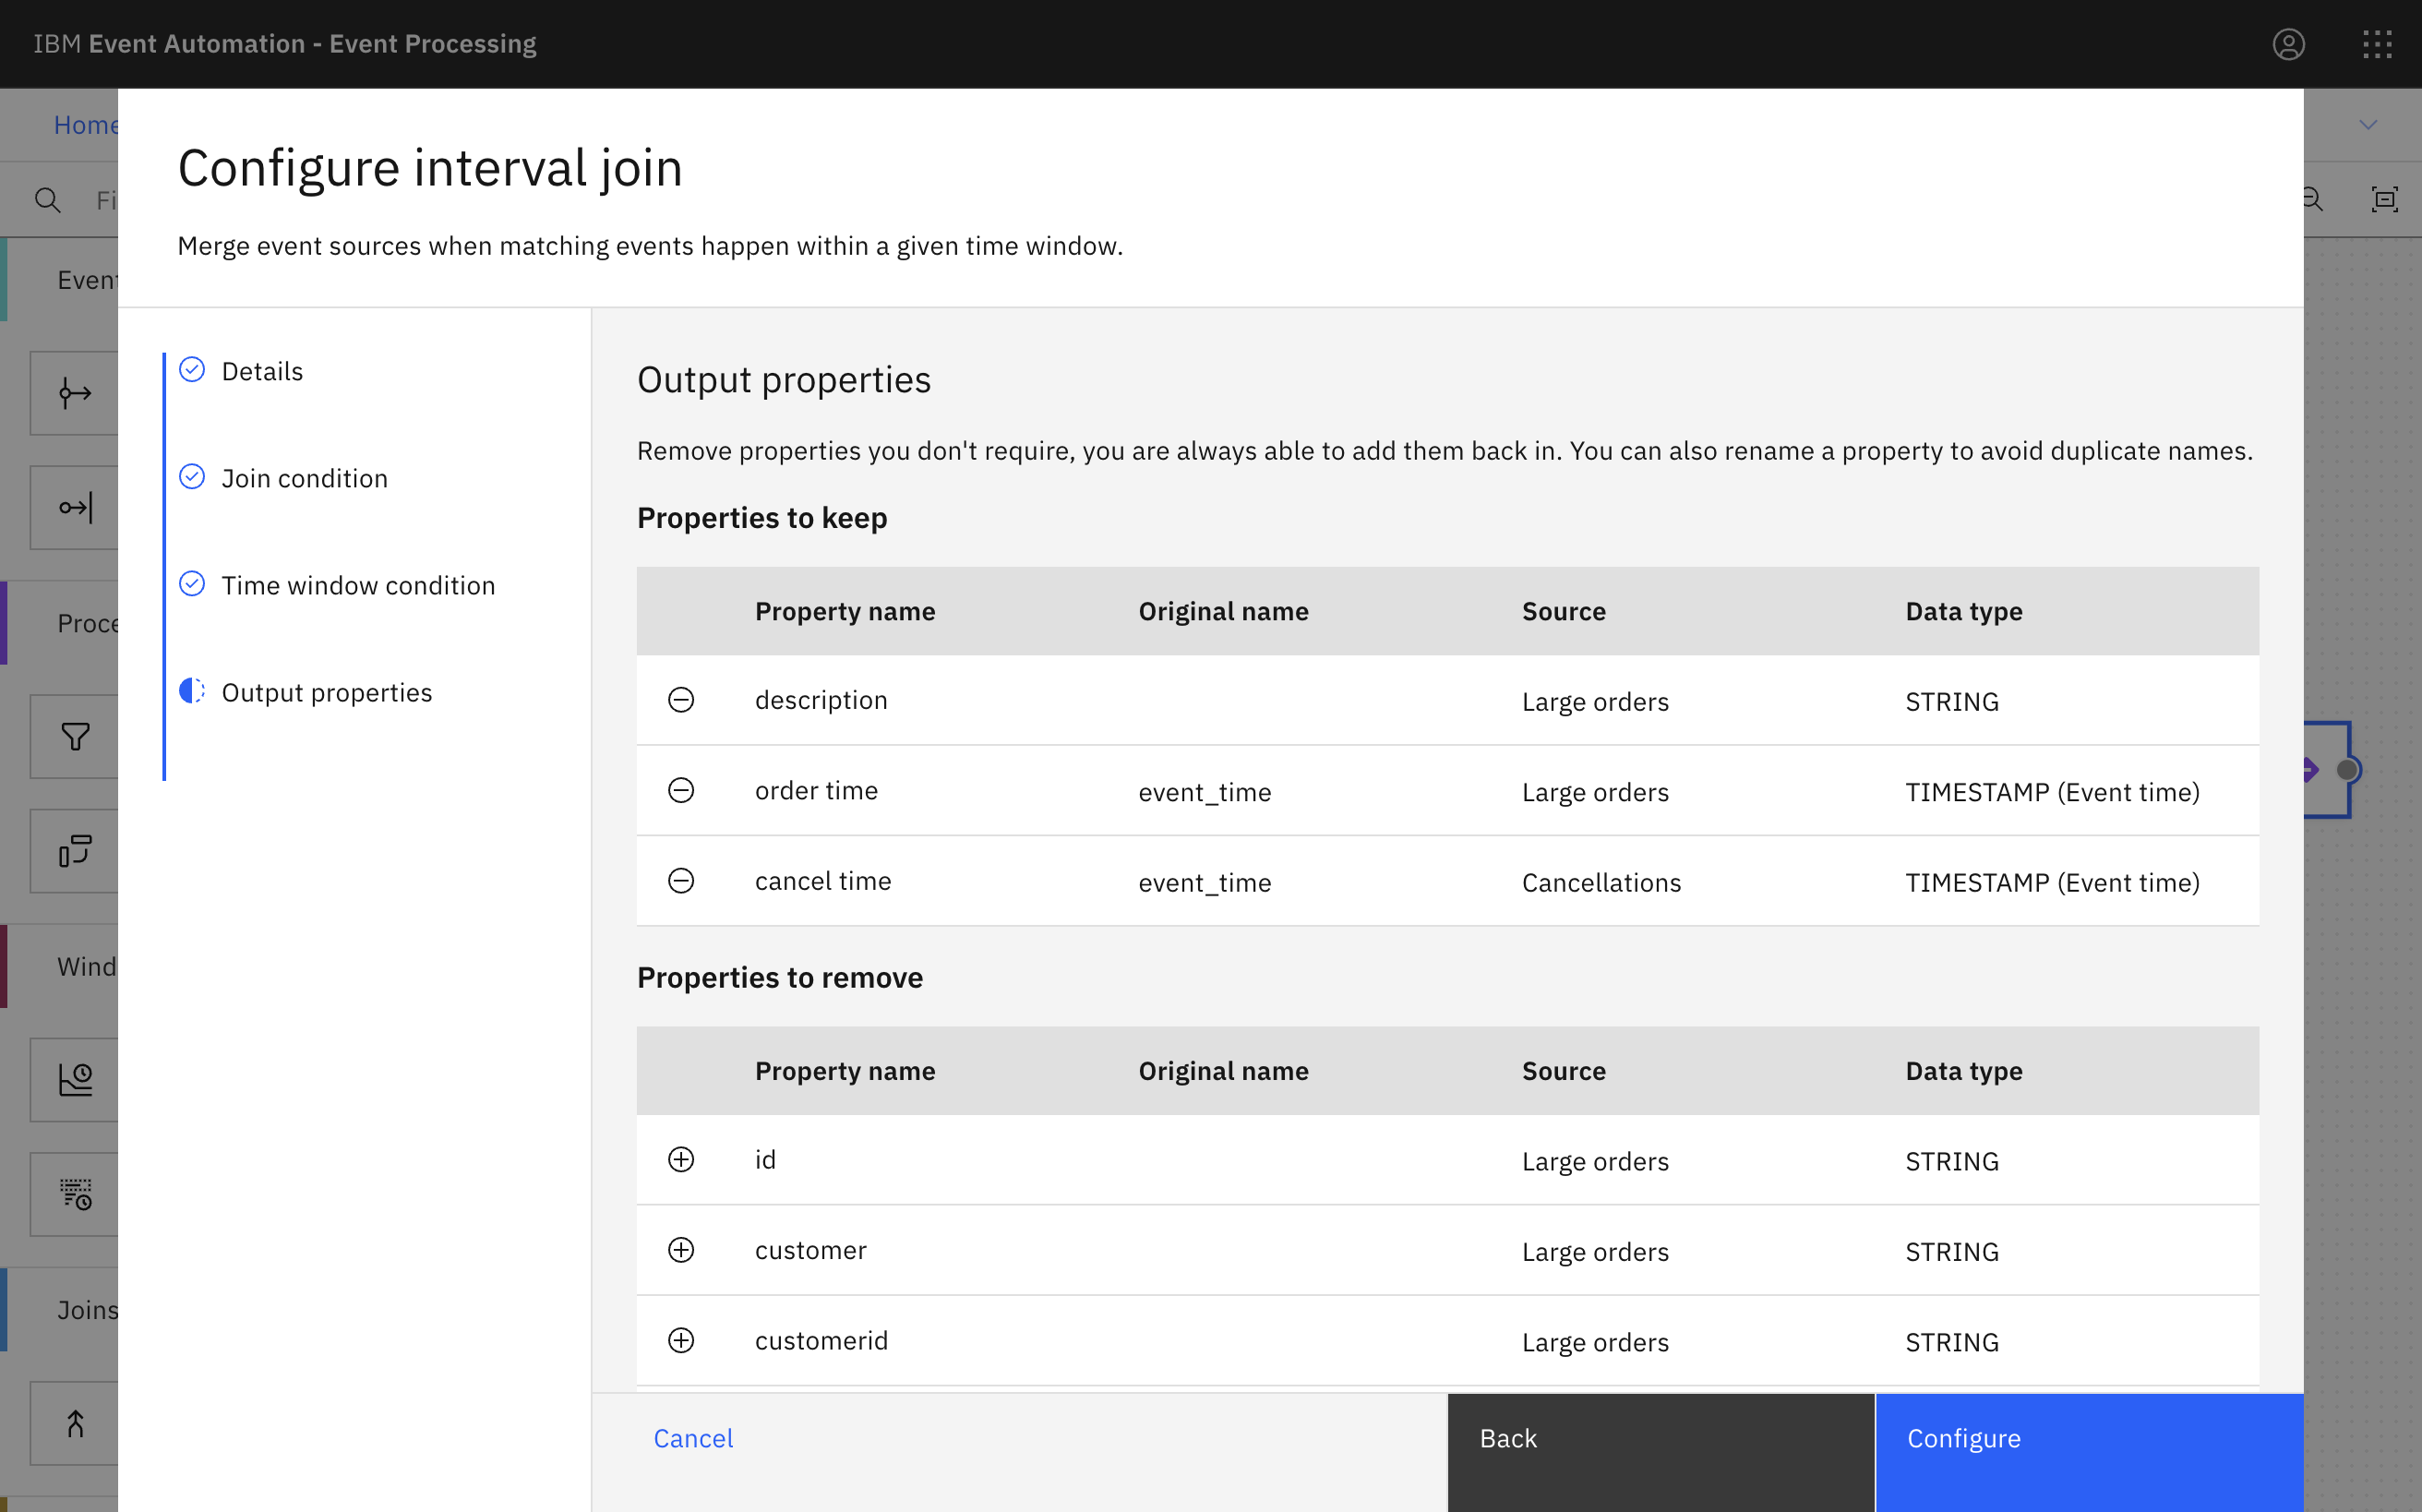 IBM Event Automation - Event Processing
Home
Configure interval join
Merge event sources when matching events happen within a given time window.
Details
Join condition
Time window condition
Output properties
Output properties
Remove properties you don't require, you are always able to add them back in. You can also rename a property to avoid duplicate names.
Properties to keep
Property name Original name Source Data type
description Large orders STRING
order time event_time Large orders TIMESTAMP (Event time)
cancel time event_time Cancellations TIMESTAMP (Event time)
Properties to remove
Property name Original name Source Data type
id Large orders STRING
customer Large orders STRING
customerid Large orders STRING
Cancel Back Configure
Fi
Event
Proce
Wind
Joins